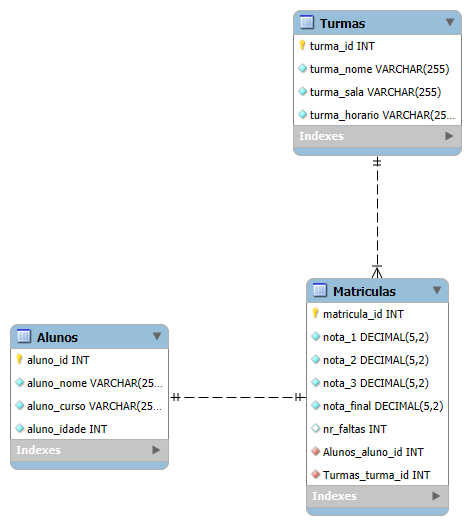 Turmas
turma_id INT
turma_nome VARCHAR(255)
turma_sala VARCHAR(255)
turma_horario VARCHAR(25...
Indexes
Matriculas
matricula_id INT
nota_1 DECIMAL(5,2)
nota_2 DECIMAL(5,2)
nota_3 DECIMAL(5,2)
nota_final DECIMAL(5,2)
nr_faltas INT
Alunos_aluno_id INT
Turmas_turma_id INT
Indexes
Alunos
aluno_id INT
aluno_nome VARCHAR(25...
aluno_curso VARCHAR(25...
aluno_idade INT
Indexes